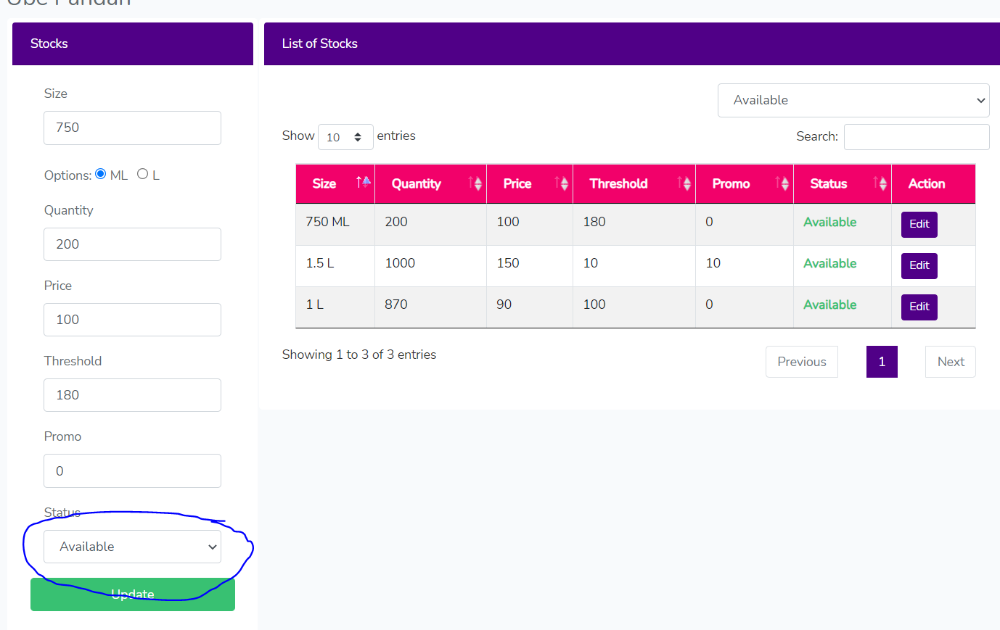 Stocks
Size
750
Options: ML L
Quantity
200
Price
100
Threshold
180
Promo
0
Status
Available
Update
List of Stocks
Available
Show 10 entries
Search:
Size Quantity Price Threshold Promo Status Action
750 ML 200 100 180 0 Available Edit
1.5 L 1000 150 10 10 Available Edit
1 L 870 90 100 0 Available Edit
Showing 1 to 3 of 3 entries
Previous 1 Next